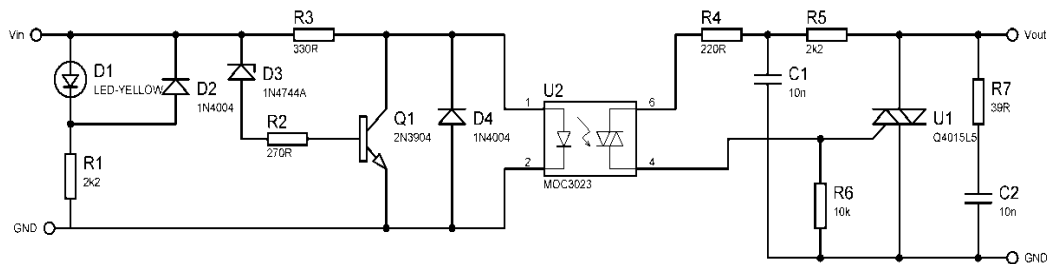 Vin
D1
LED-YELLOW
D2
1N4004
D3
1N4744A
R3
330R
R2
270R
Q1
2N3904
D4
1N4004
R1
2k2
GND
U2
1
2
6
4
MOC3023
R4
220R
R5
2k2
C1
10n
Vout
R7
39R
U1
Q4015L5
R6
10k
C2
10n
GND